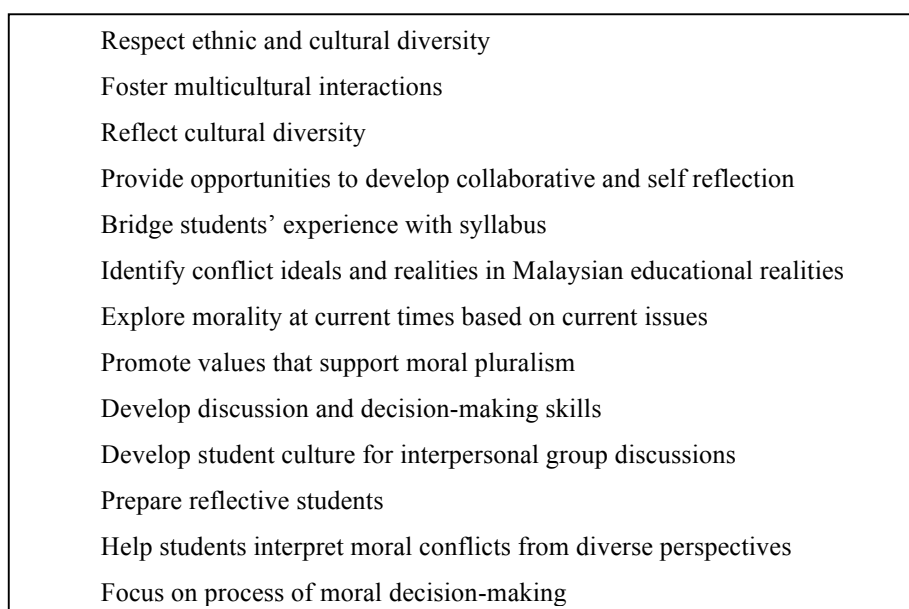 Respect ethnic and cultural diversity
Foster multicultural interactions
Reflect cultural diversity
Provide opportunities to develop collaborative and self reflection
Bridge students’ experience with syllabus
Identify conflict ideals and realities in Malaysian educational realities
Explore morality at current times based on current issues
Promote values that support moral pluralism
Develop discussion and decision-making skills
Develop student culture for interpersonal group discussions
Prepare reflective students
Help students interpret moral conflicts from diverse perspectives
Focus on process of moral decision-making